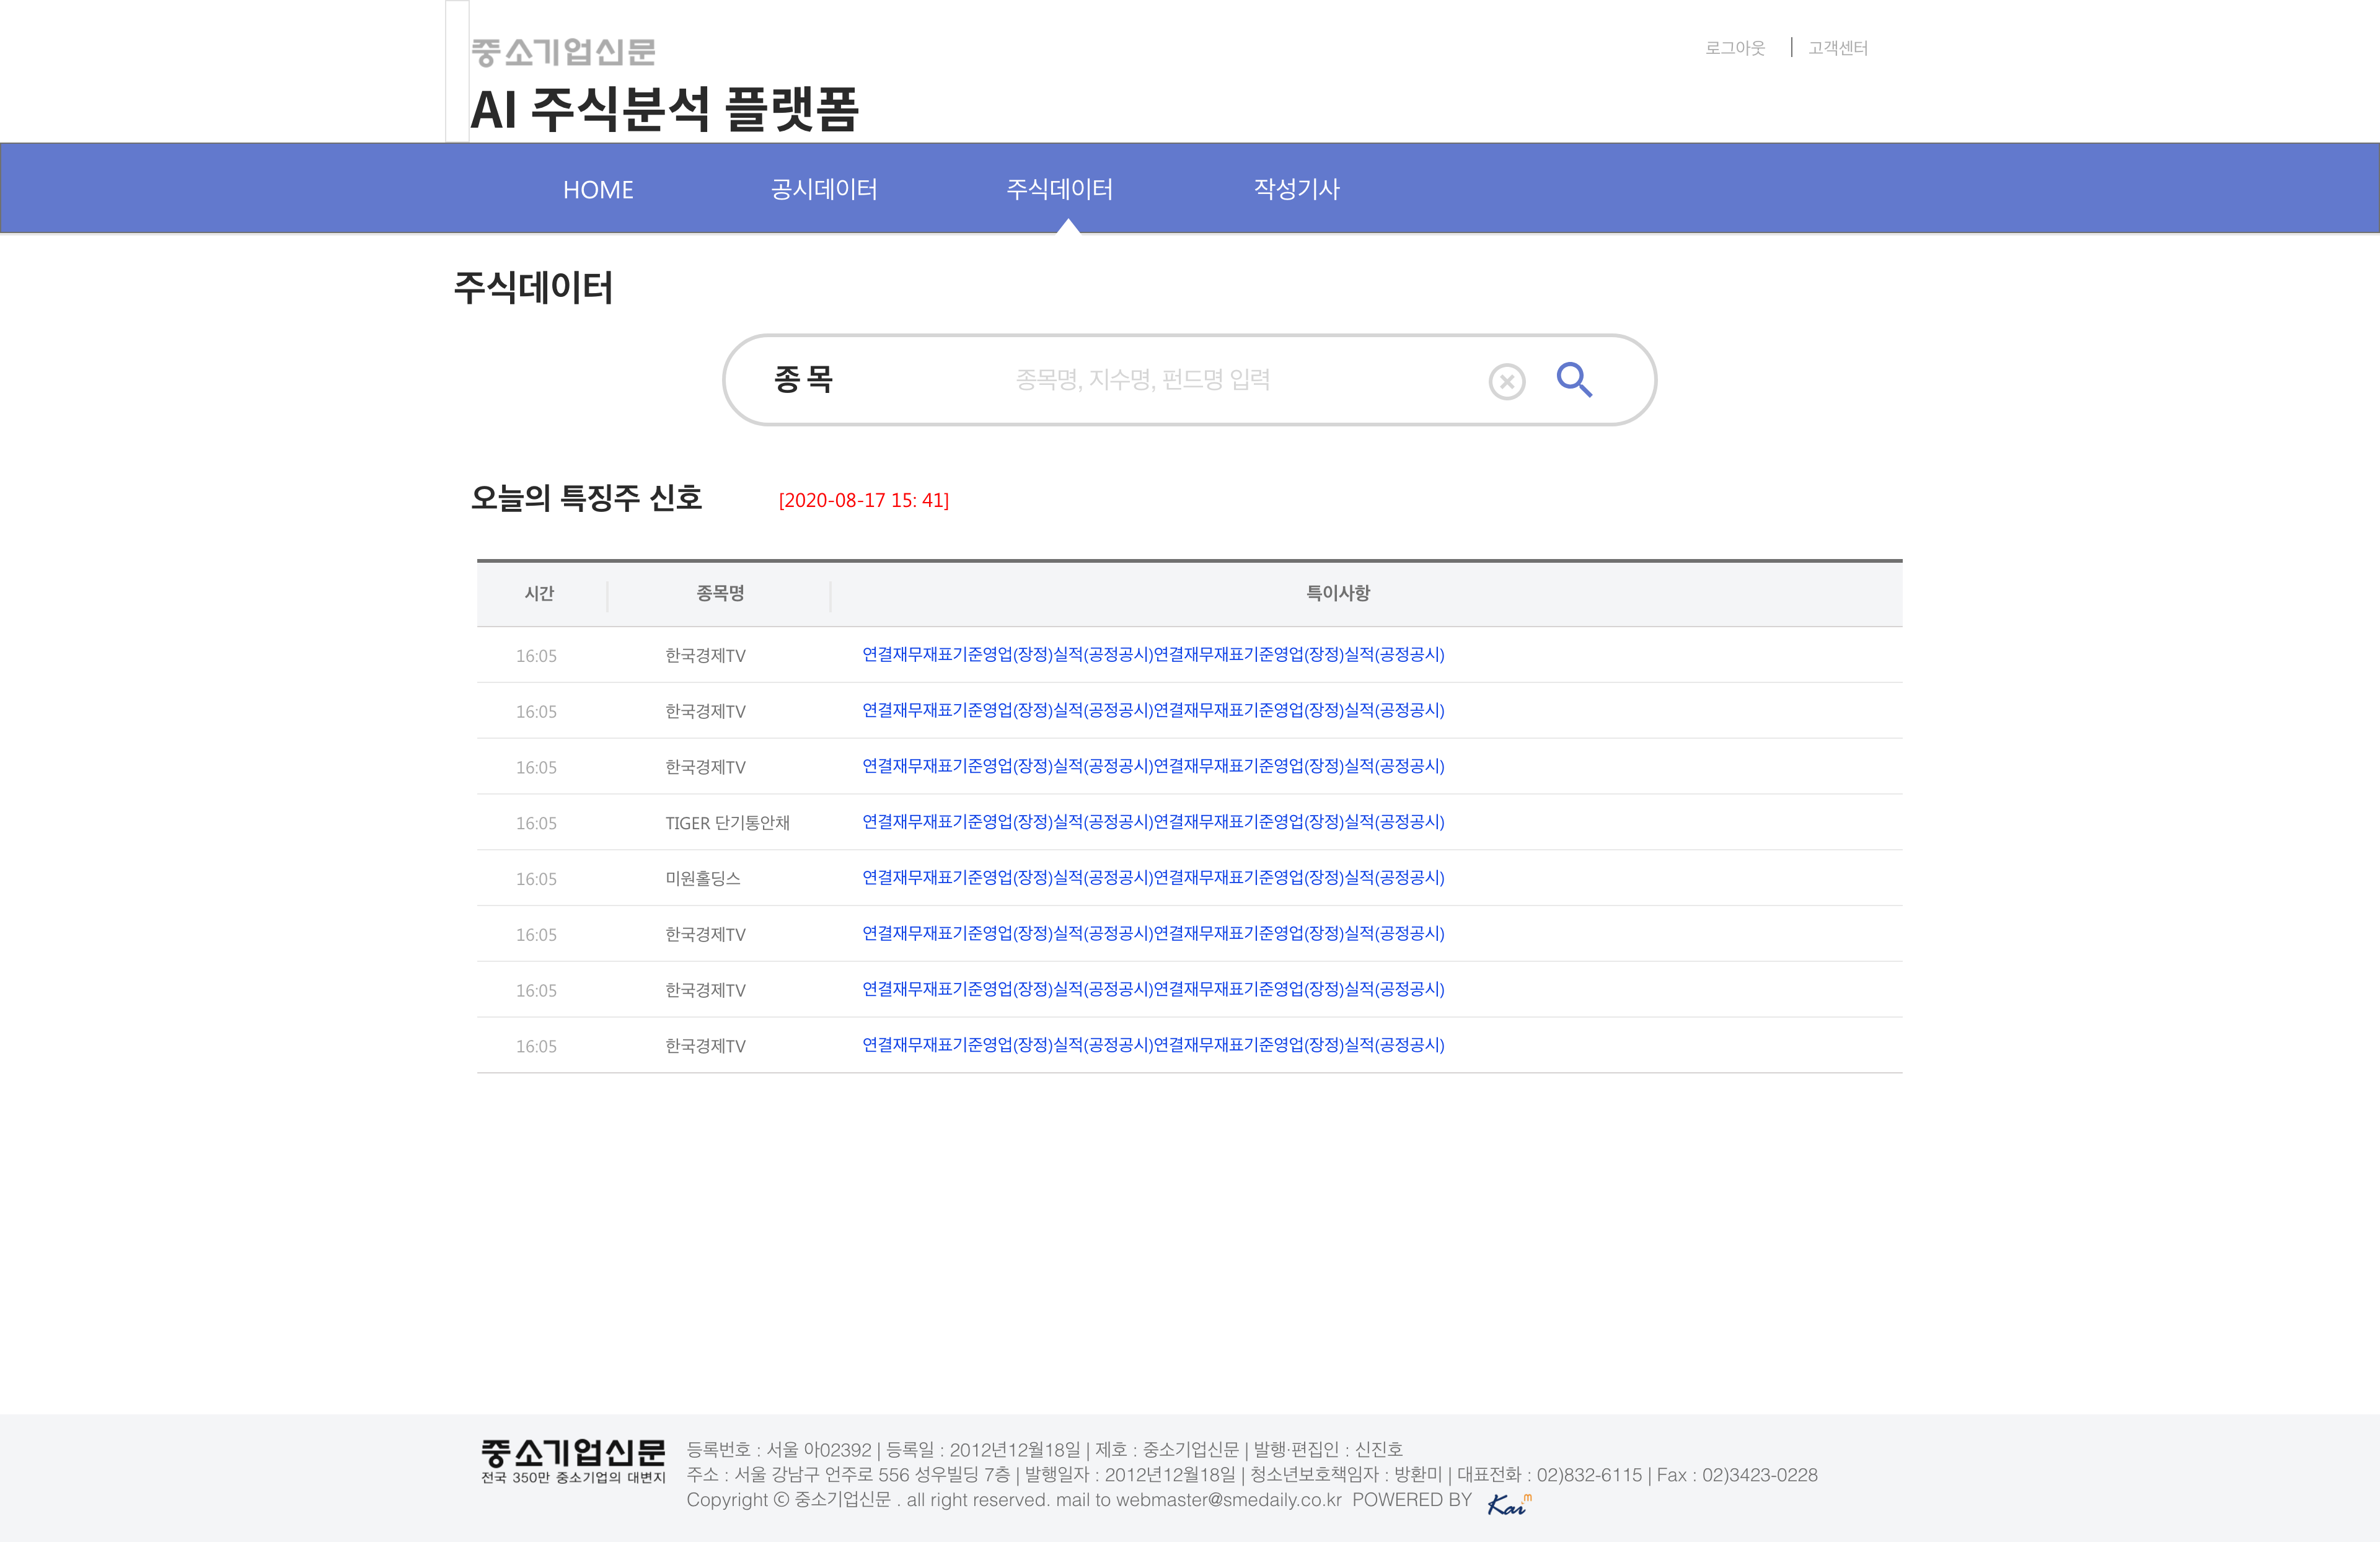 중소기업신문
로그아웃 | 고객센터
AI 주식분석 플랫폼
HOME 공시데이터 주식데이터 작성기사
주식데이터
종 목 종목명, 지수명, 펀드명 입력
오늘의 특징주 신호 [2020-08-17 15: 41]
시간 종목명 특이사항
16:05 한국경제TV 연결재무재표기준영업(장정)실적(공정공시)연결재무재표기준영업(장정)실적(공정공시)
16:05 한국경제TV 연결재무재표기준영업(장정)실적(공정공시)연결재무재표기준영업(장정)실적(공정공시)
16:05 한국경제TV 연결재무재표기준영업(장정)실적(공정공시)연결재무재표기준영업(장정)실적(공정공시)
16:05 TIGER 단기통안채 연결재무재표기준영업(장정)실적(공정공시)연결재무재표기준영업(장정)실적(공정공시)
16:05 미원홀딩스 연결재무재표기준영업(장정)실적(공정공시)연결재무재표기준영업(장정)실적(공정공시)
16:05 한국경제TV 연결재무재표기준영업(장정)실적(공정공시)연결재무재표기준영업(장정)실적(공정공시)
16:05 한국경제TV 연결재무재표기준영업(장정)실적(공정공시)연결재무재표기준영업(장정)실적(공정공시)
16:05 한국경제TV 연결재무재표기준영업(장정)실적(공정공시)연결재무재표기준영업(장정)실적(공정공시)
중소기업신문
전국 350만 중소기업의 대변지
등록번호 : 서울 아02392 | 등록일 : 2012년12월18일 | 제호 : 중소기업신문 | 발행·편집인 : 신진호
주소 : 서울 강남구 언주로 556 성우빌딩 7층 | 발행일자 : 2012년12월18일 | 청소년보호책임자 : 방환미 | 대표전화 : 02)832-6115 | Fax : 02)3423-0228
Copyright ⓒ 중소기업신문 . all right reserved. mail to webmaster@smedaily.co.kr POWERED BY Kai m